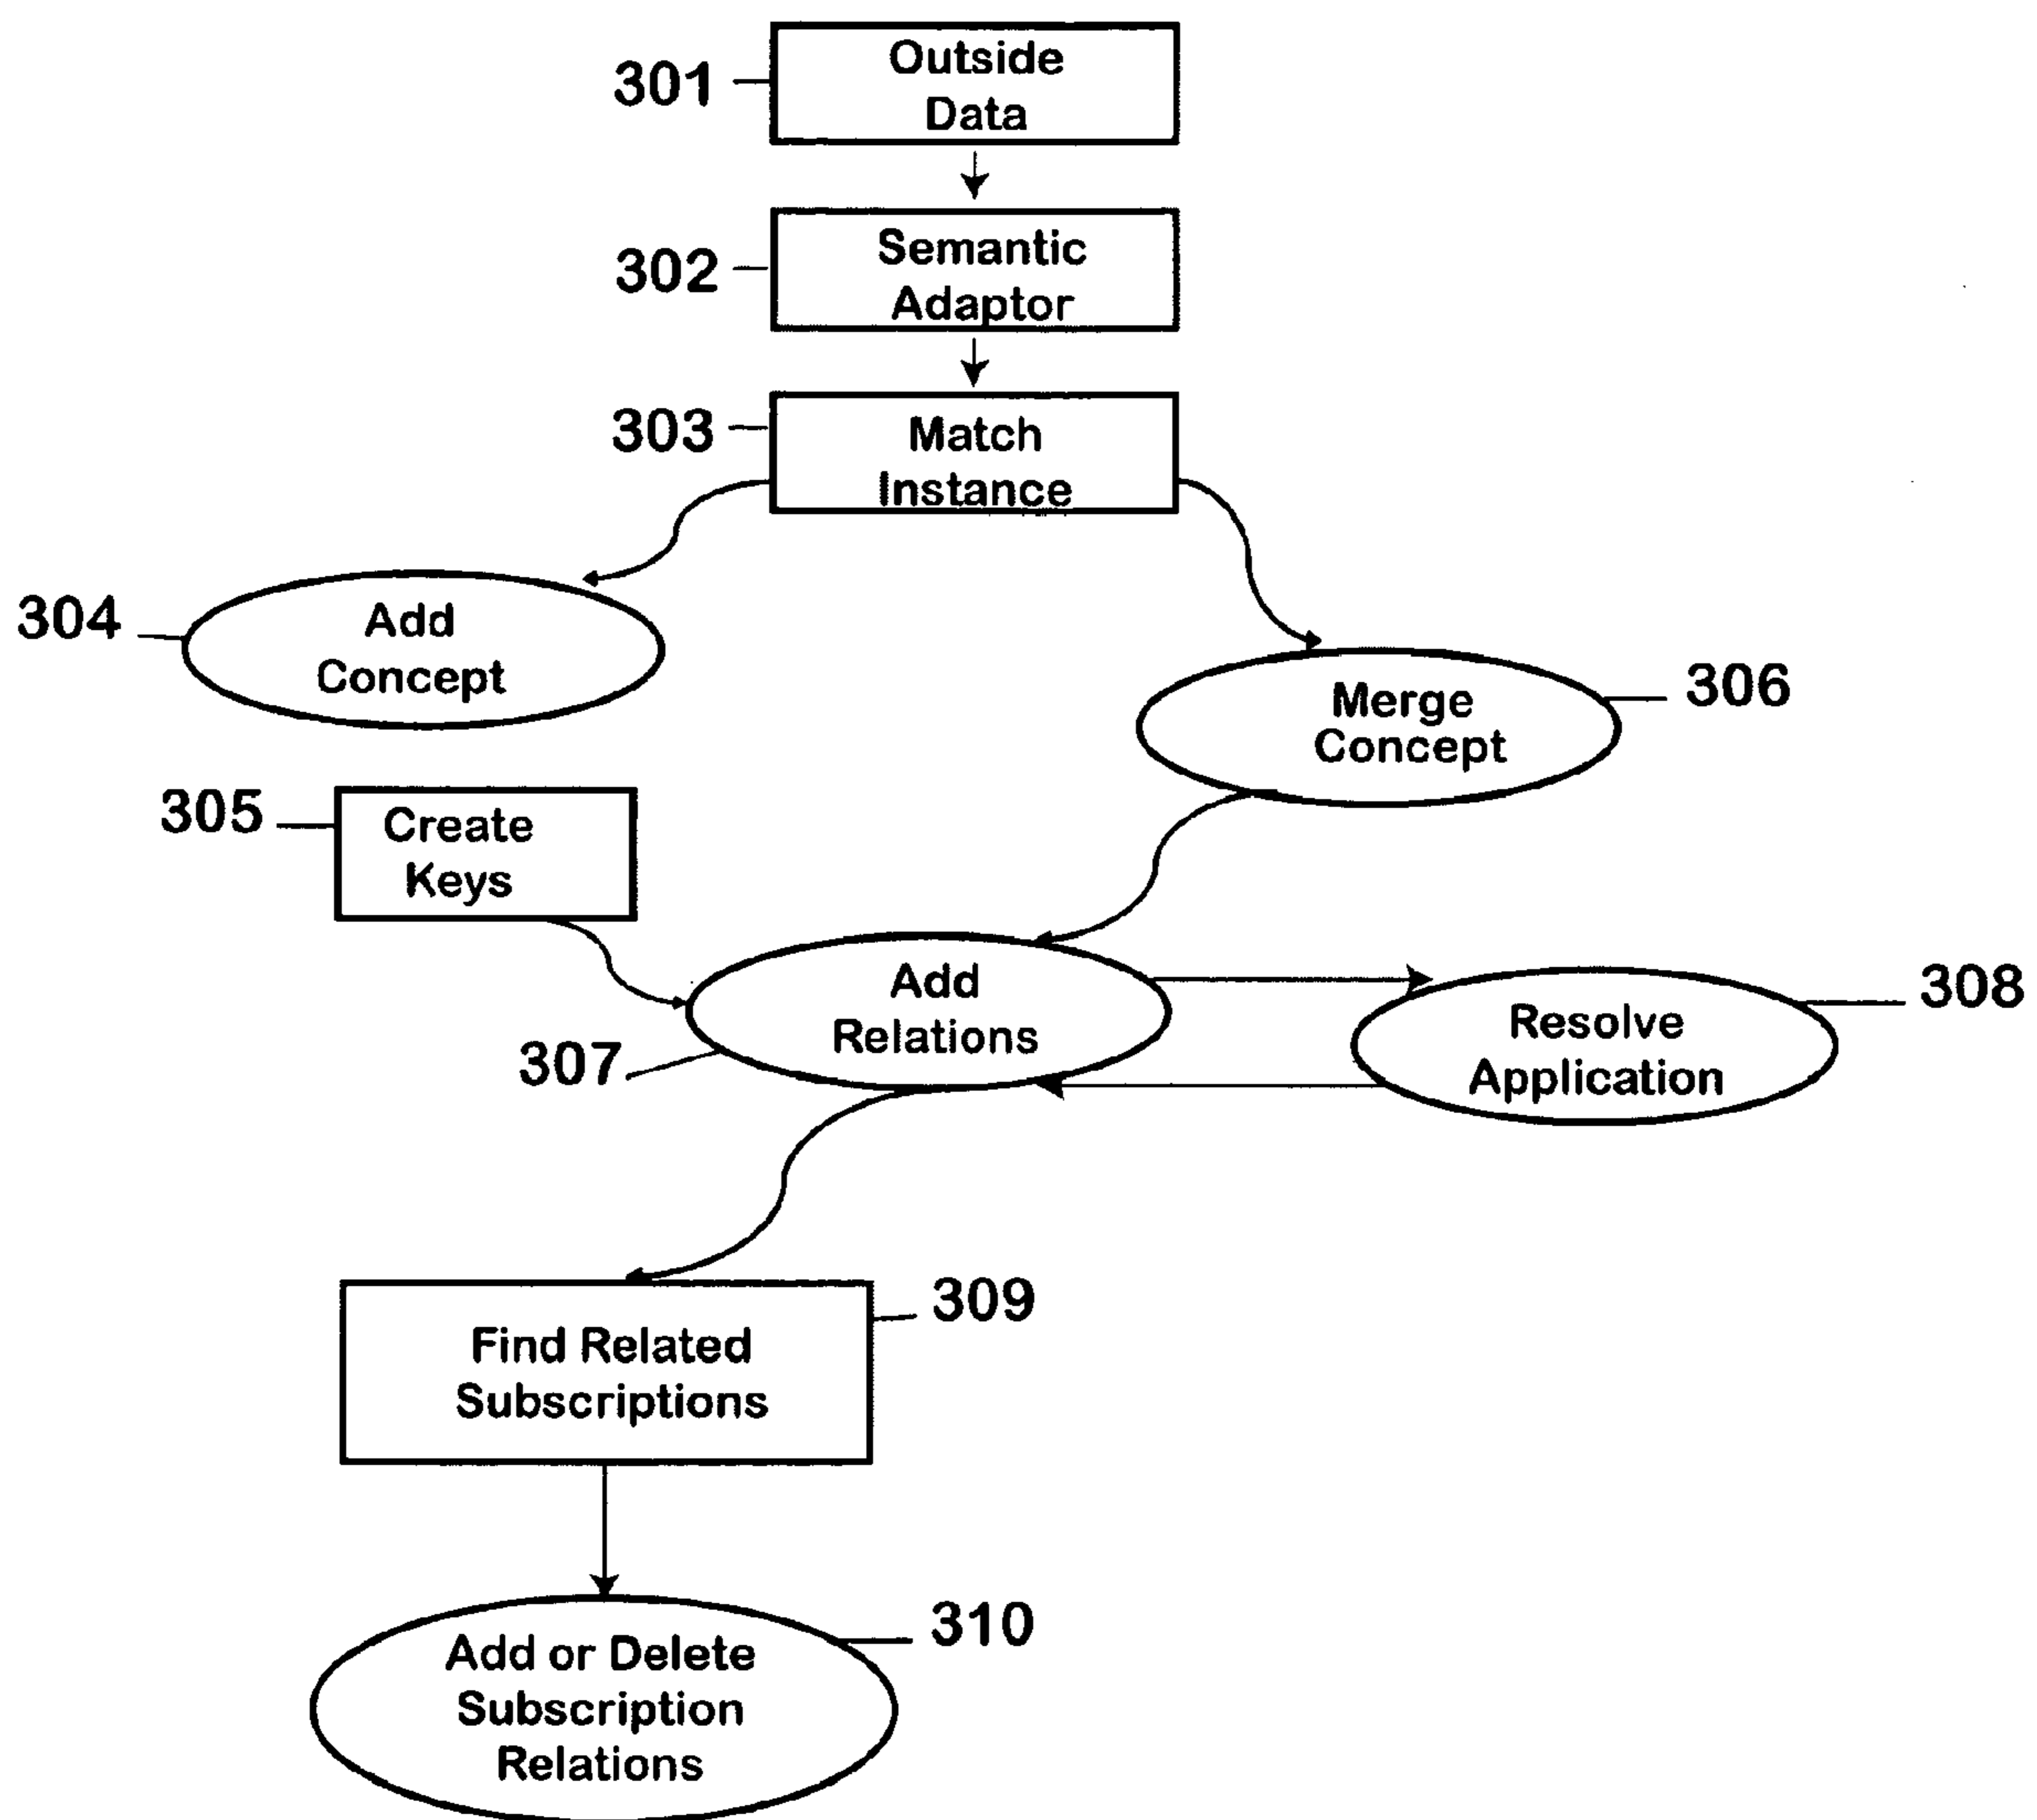 301
Outside
Data
302
Semantic
Adaptor
303
Match
Instance
304
Add
Concept
306
Merge
Concept
305
Create
Keys
307
Add
Relations
308
Resolve
Application
309
Find Related
Subscriptions
310
Add or Delete
Subscription
Relations